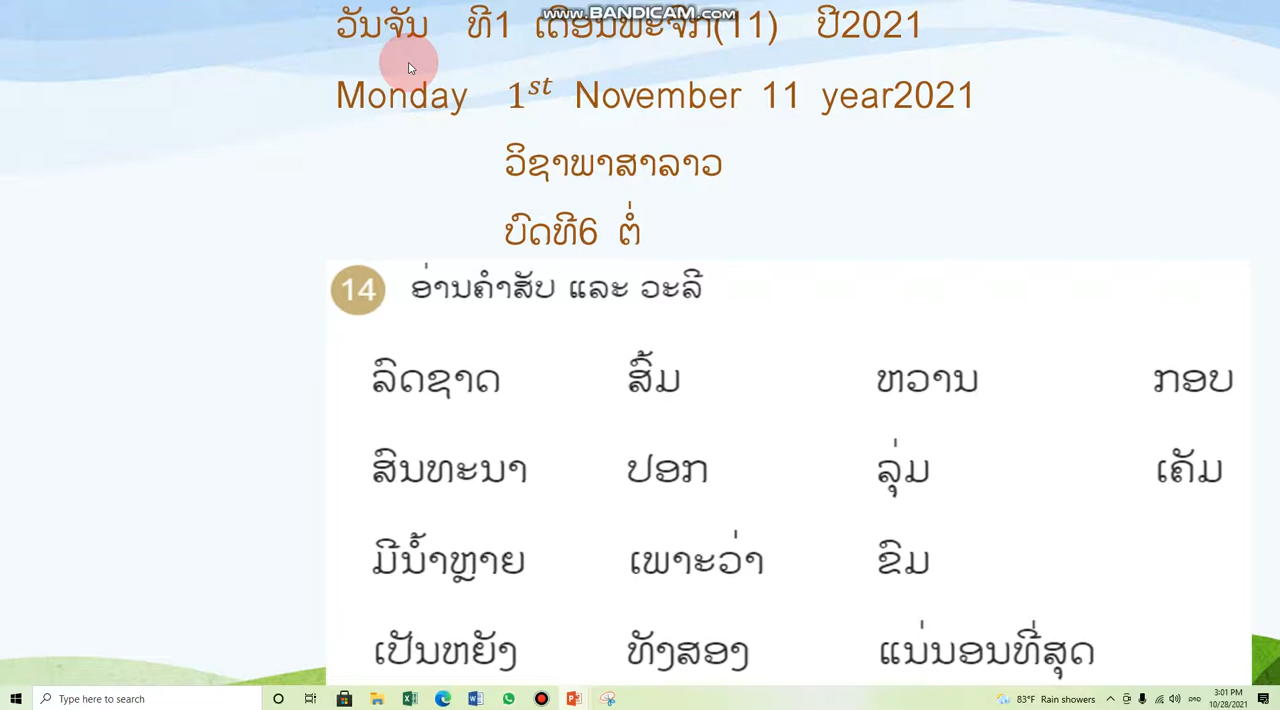 www.BANDICAM.com
ວັນຈັນ ທີ1 ເດືອນພະຈິກ(11) ປີ2021
Monday 1st November 11 year2021
ວິຊາພາສາລາວ
ບົດທີ6 ຕໍ່
14 ອ່ານຄຳສັບ ແລະ ວະລີ
ລົດຊາດ ສົ້ມ ຫວານ ກອບ
ສົນທະນາ ປອກ ລຸ່ມ ເຄັມ
ມີນ້ຳຫຼາຍ ເພາະວ່າ ຂົມ
ເປັນຫຍັງ ທັງສອງ ແນ່ນອນທີ່ສຸດ
Type here to search
83°F Rain showers
3:01 PM
10/28/2021